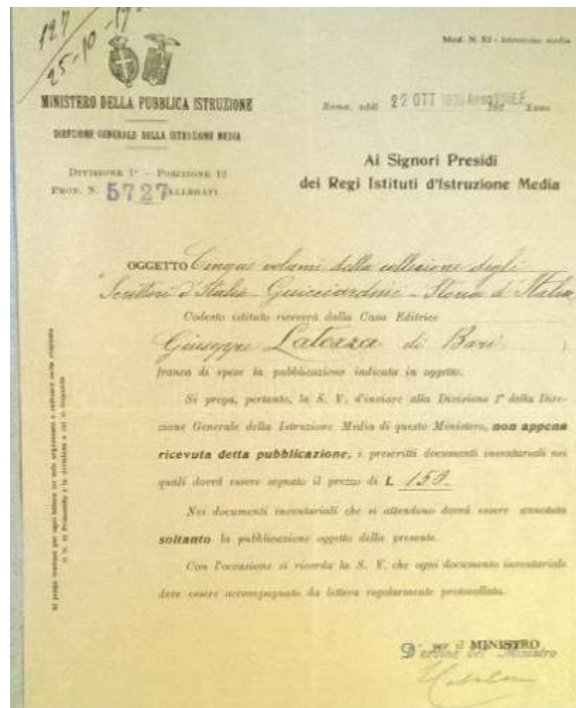 127
25-10-
Mod. N. 52 - Istruzione media
MINISTERO DELLA PUBBLICA ISTRUZIONE
DIREZIONE GENERALE DELLA ISTRUZIONE MEDIA
Roma, addì 22 OTT Anno
DIVISIONE 1ª - POSIZIONE 12
PROT. N. 5727 ALLEGATI
Ai Signori Presidi
dei Regi Istituti d'Istruzione Media
OGGETTO Cinque volumi della collezione degli
Scrittori d'Italia - Guicciardini - Storia d'Italia
Codesto istituto riceverà dalla Casa Editrice
Giuseppe Laterza di Bari
franca di spese la pubblicazione indicata in oggetto.
Si prega, pertanto, la S. V. d'inviare alla Divisione 1ª della Dire-
zione Generale della Istruzione Media di questo Ministero, non appena
ricevuta detta pubblicazione, i prescritti documenti inventariali nei
quali dovrà essere segnato il prezzo di L 150.
Nei documenti inventariali che si attendono dovrà essere annotata
soltanto la pubblicazione oggetto della presente.
Con l'occasione si ricorda la S. V. che ogni documento inventariale
deve essere accompagnato da lettera regolarmente protocollata.
per il MINISTRO
D'ordine del Ministro